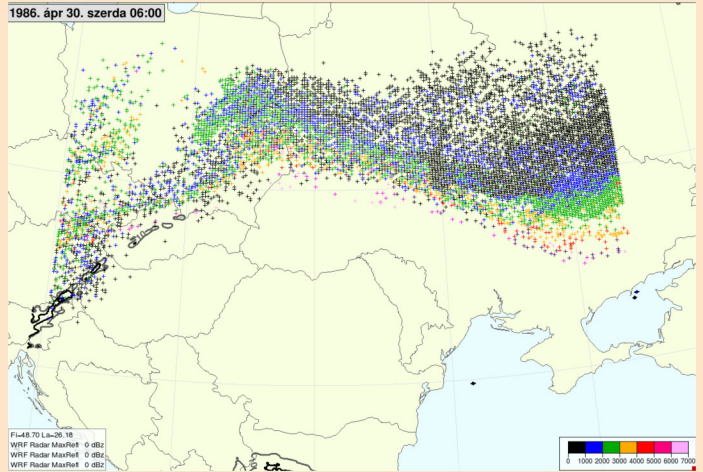 1986. ápr 30. szerda 06:00
Fi=48.70 La=26.18
WRF Radar MaxRefl 0 dBz
WRF Radar MaxRefl 0 dBz
WRF Radar MaxRefl 0 dBz
0 1000 2000 3000 4000 5000 6000 7000